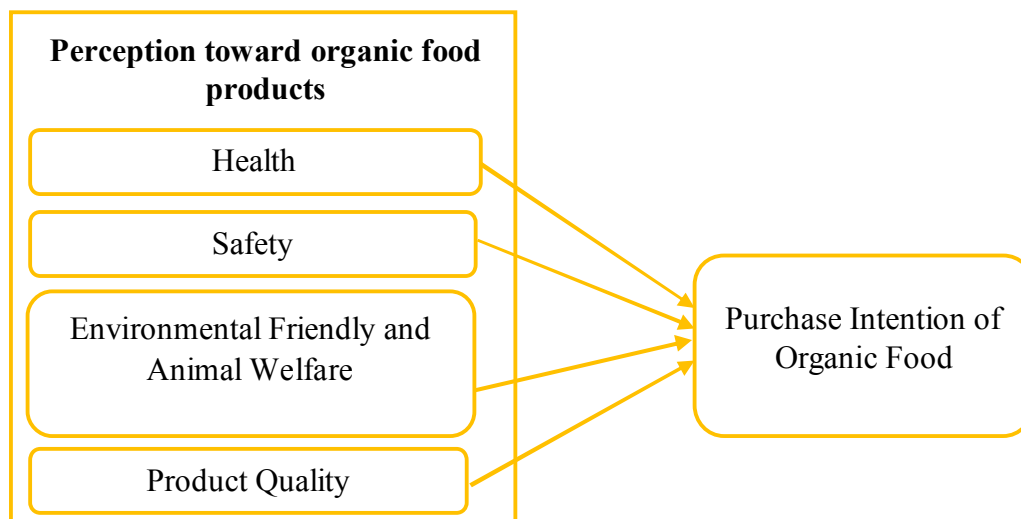 Perception toward organic food
products
Health
Safety
Environmental Friendly and
Animal Welfare
Product Quality
Purchase Intention of
Organic Food